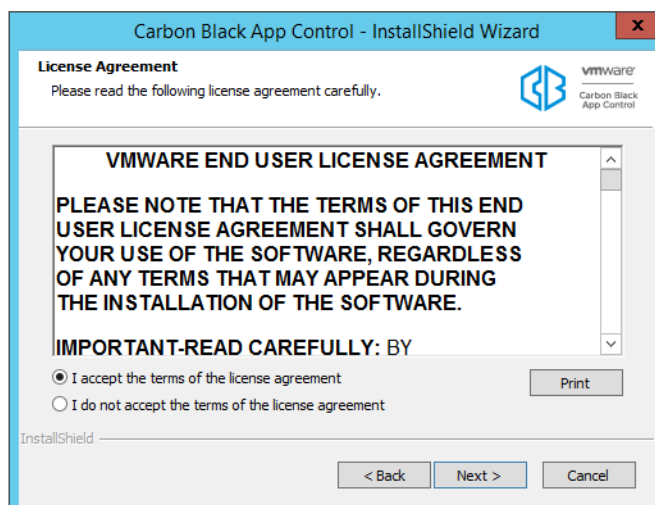 Carbon Black App Control - InstallShield Wizard
x
License Agreement
Please read the following license agreement carefully.
vmware
Carbon Black
App Control
VMWARE END USER LICENSE AGREEMENT
PLEASE NOTE THAT THE TERMS OF THIS END
USER LICENSE AGREEMENT SHALL GOVERN
YOUR USE OF THE SOFTWARE, REGARDLESS
OF ANY TERMS THAT MAY APPEAR DURING
THE INSTALLATION OF THE SOFTWARE.
IMPORTANT-READ CAREFULLY: BY
I accept the terms of the license agreement
Print
I do not accept the terms of the license agreement
InstallShield
< Back
Next >
Cancel